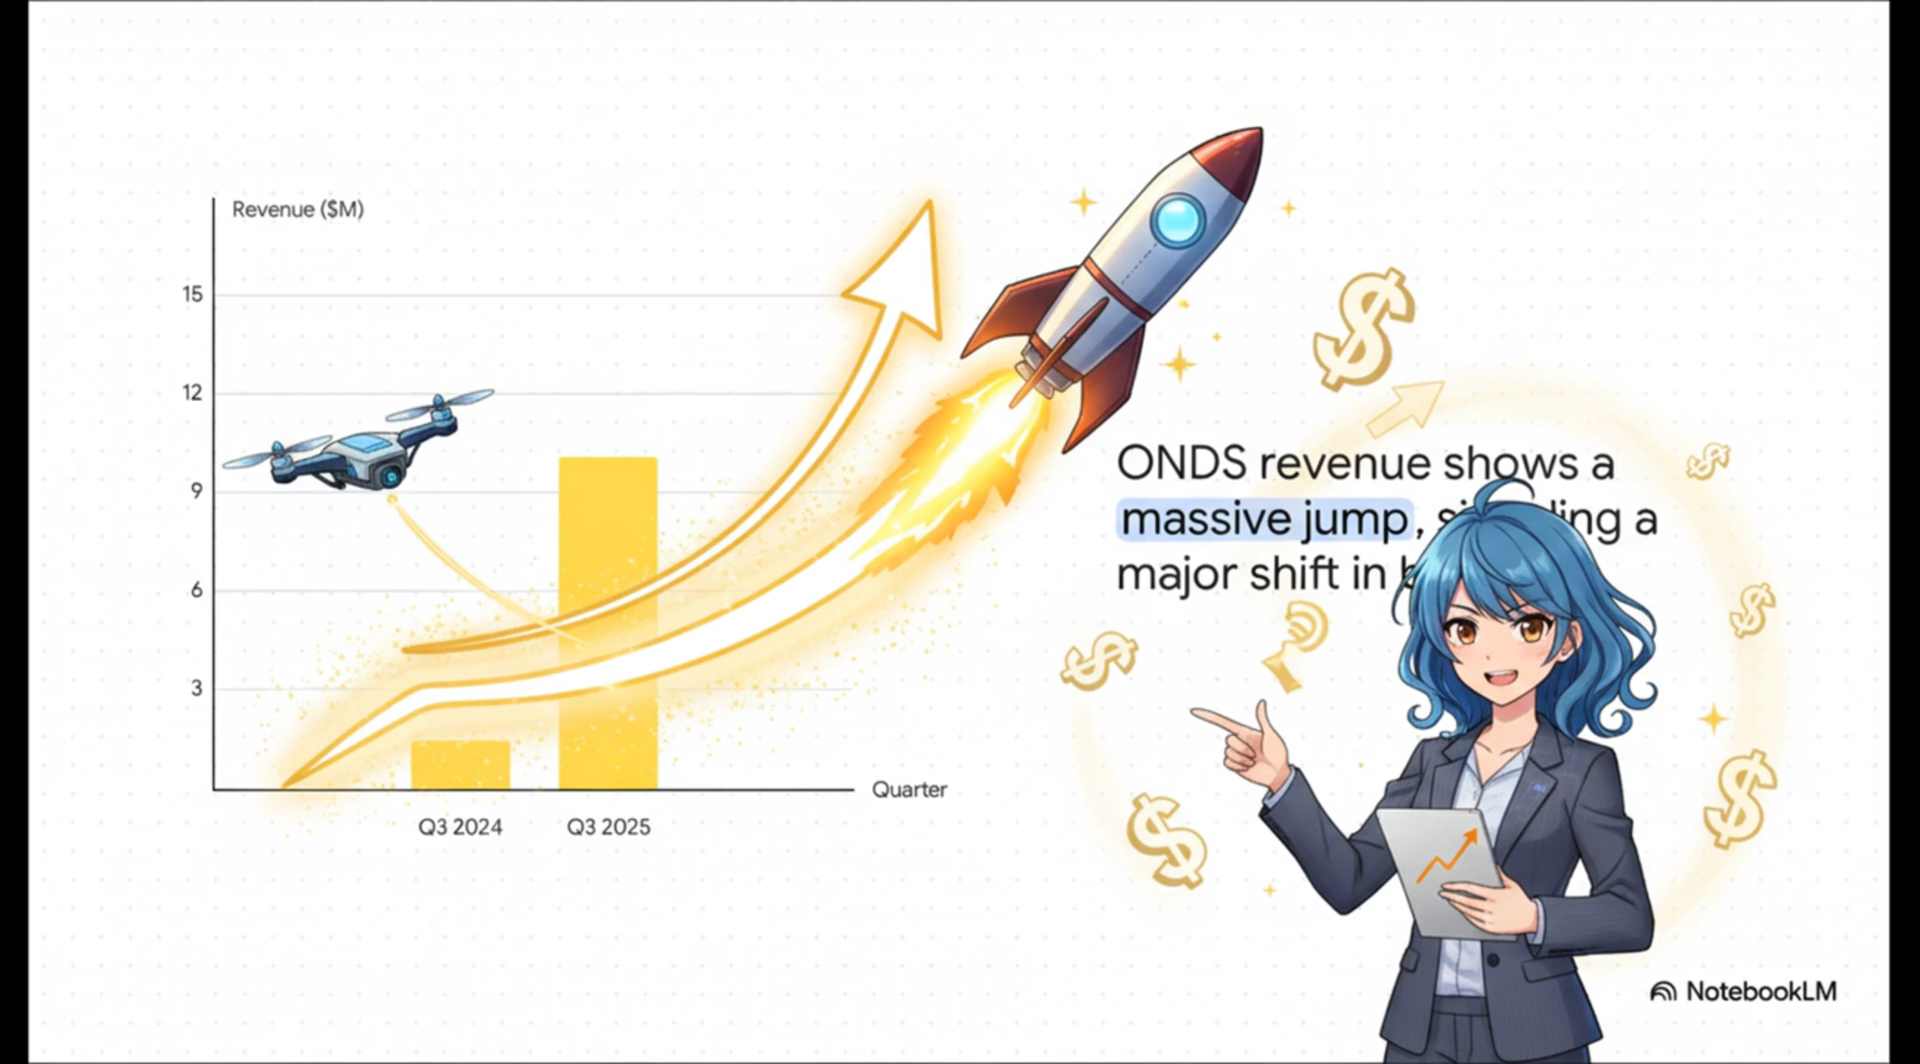 Revenue ($M)
15
12
9
6
3
Quarter
Q3 2024
Q3 2025
ONDS revenue shows a
massive jump, a
major shift in
NotebookLM